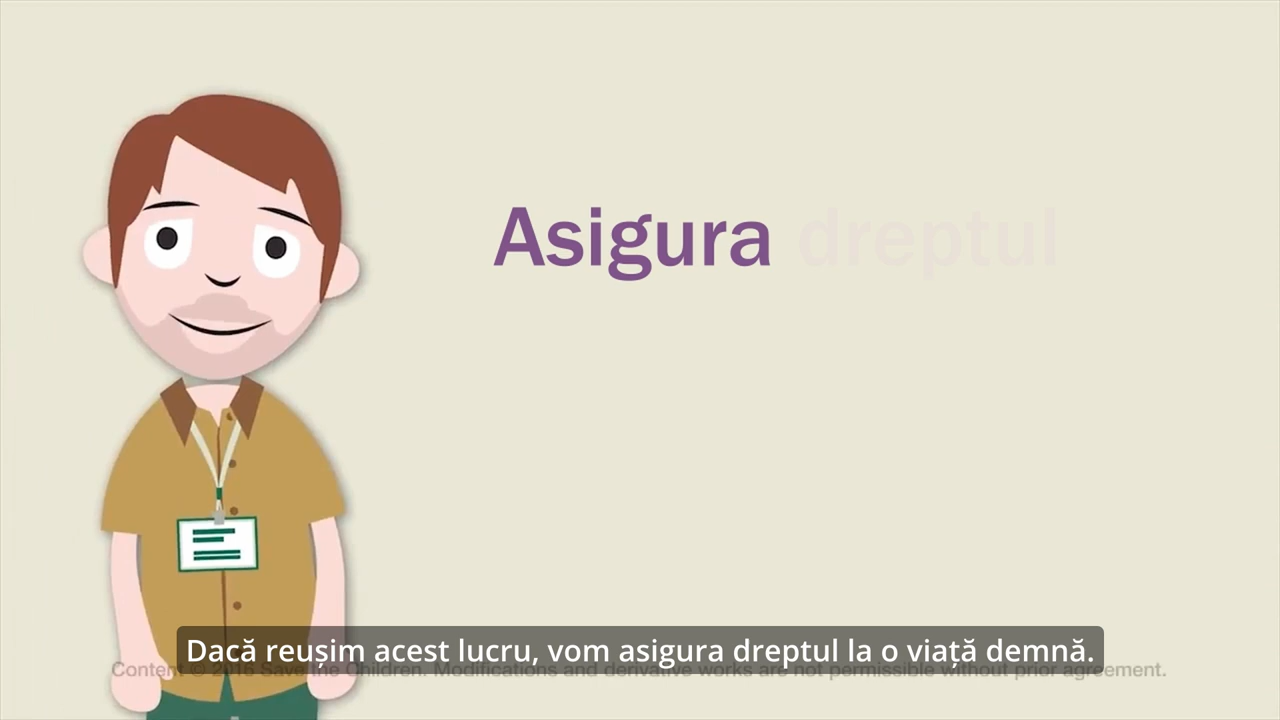 Asigura dreptul
Dacă reușim acest lucru, vom asigura dreptul la o viață demnă.
Content © 2016 Save the Children. Modifications and derivative works are not permissible without prior agreement.